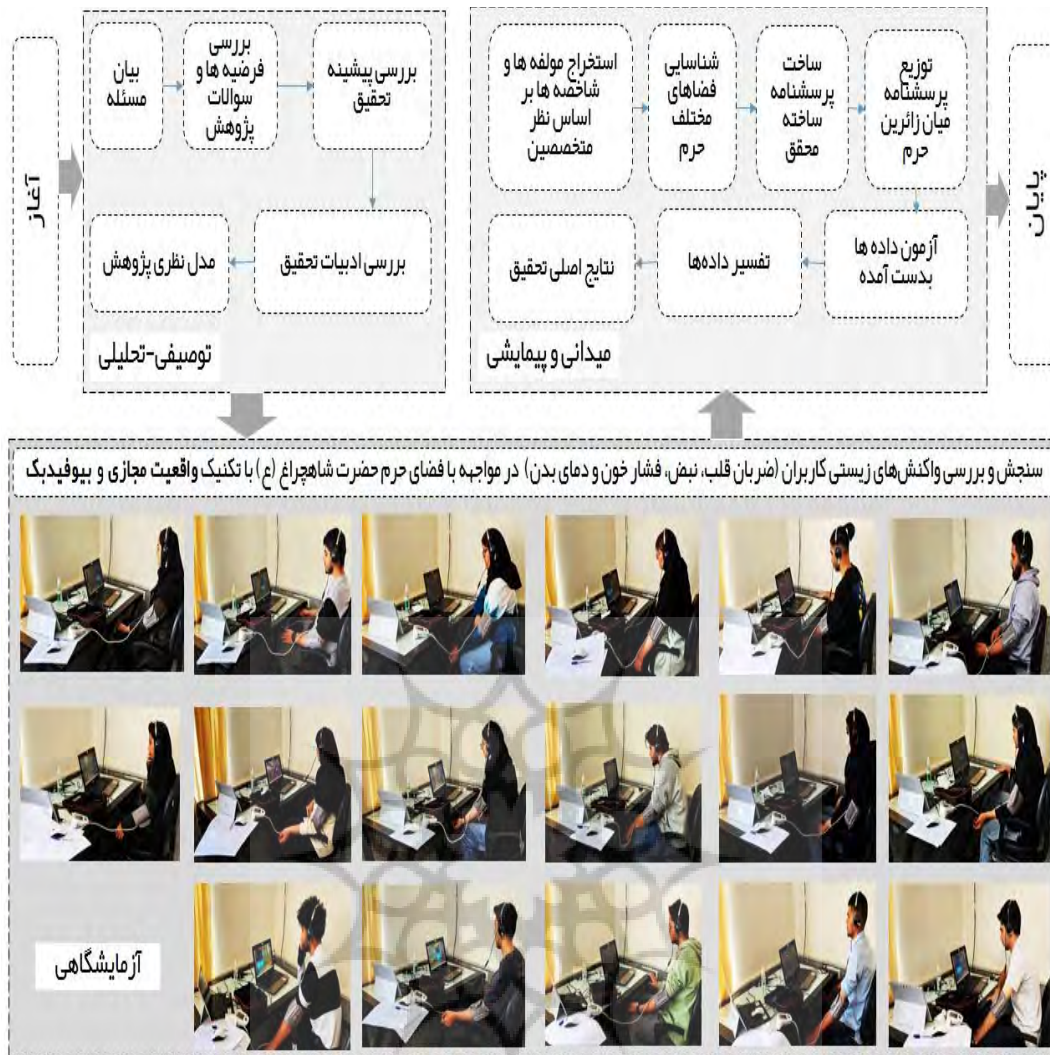 آغاز
بیان
مسئله
بررسی
فرضیه ها و
سوالات
پژوهش
بررسی پیشینه
تحقیق
بررسی ادبیات تحقیق
مدل نظری پژوهش
توصیفی-تحلیلی
سنجش و بررسی واکنش‌های زیستی کاربران (ضربان قلب، نبض، فشار خون و دمای بدن) در مواجهه با فضای حرم حضرت شاهچراغ (ع) با تکنیک واقعیت مجازی و بیوفیدبک
آزمایشگاهی
استخراج مولفه ها و
شاخصه ها بر
اساس نظر
متخصصین
شناسایی
فضاهای
مختلف
حرم
ساخت
پرسشنامه
ساخته
محقق
توزیع
پرسشنامه
میان زائرین
حرم
آزمون داده ها
بدست آمده
تفسیر داده‌ها
نتایج اصلی تحقیق
میدانی و پیمایشی
پایان